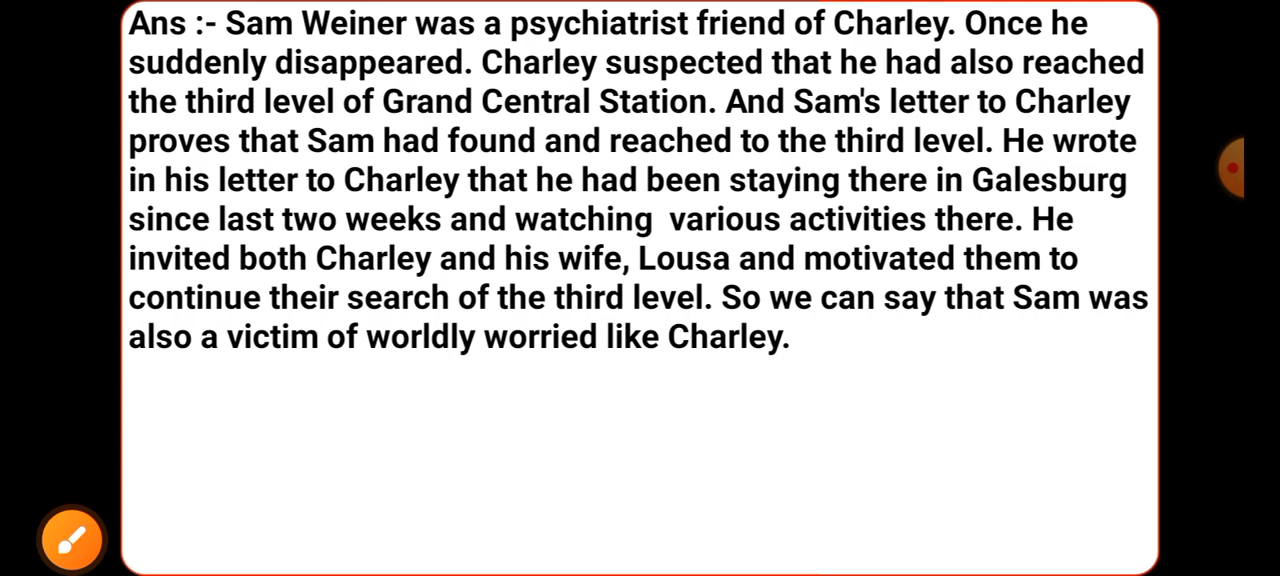 Ans :- Sam Weiner was a psychiatrist friend of Charley. Once he
suddenly disappeared. Charley suspected that he had also reached
the third level of Grand Central Station. And Sam's letter to Charley
proves that Sam had found and reached to the third level. He wrote
in his letter to Charley that he had been staying there in Galesburg
since last two weeks and watching  various activities there. He
invited both Charley and his wife, Lousa and motivated them to
continue their search of the third level. So we can say that Sam was
also a victim of worldly worried like Charley.